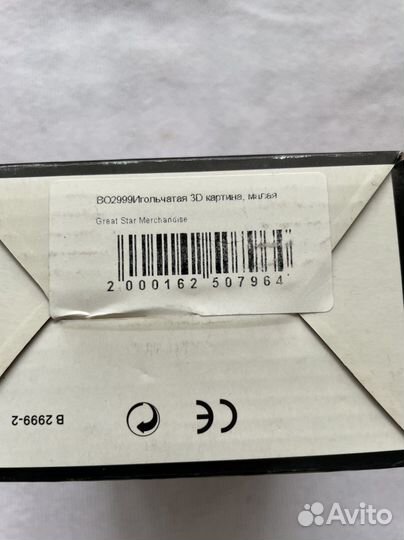 BO2999Игольчатая 3D картина, малая
Great Star Merchandise
2 000162 507964
B 2999-2
CE
Avito